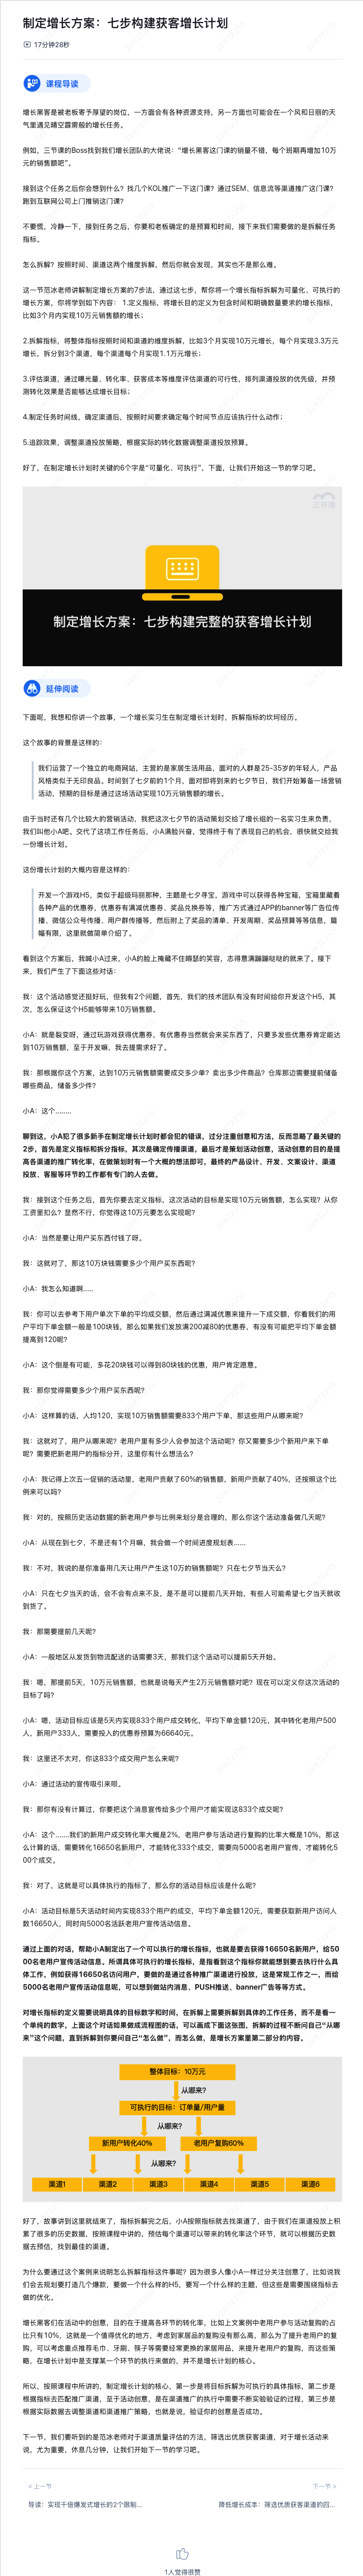 制定增长方案：七步构建获客增长计划
17分钟28秒
课程导读
增长黑客是被老板寄予厚望的岗位，一方面会有各种资源支持，另一方面也可能会在一个风和日丽的天
气里遇见晴空霹雳般的增长任务。
例如，三节课的Boss找到我们增长团队的大佬说：“增长黑客这门课的销量不错，每个班期再增加10万
元的销售额吧”。
接到这个任务之后你会想到什么？找几个KOL推广一下这门课？通过SEM、信息流等渠道推广这门课？
跑到互联网公司上门推销这门课？
不要慌，冷静一下，接到任务之后，你要和老板确定的是预算和时间，接下来我们需要做的是拆解任务
指标。
怎么拆解？按照时间、渠道这两个维度拆解，然后你就会发现，其实也不是那么难。
这一节范冰老师讲解制定增长方案的7步法，通过这七步，帮你将一个增长指标拆解为可量化、可执行的
增长方案，你将学到如下内容： 1.定义指标，将增长目的定义为包含时间和明确数量要求的增长指标，
比如3个月内实现10万元销售额的增长；
2.拆解指标，将整体指标按照时间和渠道的维度拆解，比如3个月实现10万元增长，每个月实现3.3万元
增长，拆分到3个渠道，每个渠道每个月实现1.1万元增长；
3.评估渠道，通过曝光量、转化率、获客成本等维度评估渠道的可行性，排列渠道投放的优先级，并预
测转化效果是否能够达成增长目标；
4.制定任务时间线，确定渠道后，按照时间要求确定每个时间节点应该执行什么动作；
5.追踪效果，调整渠道投放策略，根据实际的转化数据调整渠道投放预算。
好了，在制定增长计划时关键的6个字是“可量化、可执行”，下面，让我们开始这一节的学习吧。
三节课
制定增长方案：七步构建完整的获客增长计划
延伸阅读
下面呢，我想和你讲一个故事，一个增长实习生在制定增长计划时，拆解指标的坎坷经历。
这个故事的背景是这样的：
我们运营了一个独立的电商网站，主营的是家居生活用品，面对的人群是25-35岁的年轻人，产品
风格类似于无印良品。时间到了七夕前的1个月，面对即将到来的七夕节日，我们开始筹备一场营销
活动，预期的目标是通过这场活动实现10万元销售额的增长。
由于当时还有几个比较大的营销活动，我把这次七夕节的活动策划交给了增长组的一名实习生来负责，
我们叫他小A吧。交代了这项工作任务后，小A满脸兴奋，觉得终于有了表现自己的机会，很快就交给我
一份增长计划。
这份增长计划的大概内容是这样的：
开发一个游戏H5，类似于超级玛丽那种，主题是七夕寻宝，游戏中可以获得各种宝箱，宝箱里藏着
各种产品的优惠券，优惠券有满减优惠券、奖品兑换券等，推广方式通过APP的banner等广告位传
播、微信公众号传播、用户群传播等，然后附上了奖品的清单、开发周期、奖品预算等等信息，篇
幅有限，这里就做简单介绍了。
看到这个方案后，我喊小A过来，小A的脸上掩藏不住嘚瑟的笑容，志得意满蹦蹦哒哒的就来了，接下
来，我们产生了下面这些对话：
我：这个活动感觉还挺好玩，但我有2个问题，首先，我们的技术团队有没有时间给你开发这个H5，其
次，怎么保证这个H5能够带来10万销售额。
小A：就是裂变呀，通过玩游戏获得优惠券，有优惠券当然就会来买东西了，只要多发些优惠券肯定能达
到10万销售额，至于开发嘛，我去提需求好了。
我：那根据你这个方案，达到10万元销售额需要成交多少单？卖出多少件商品？仓库那边需要提前储备
哪些商品，储备多少件？
小A：这个……..
聊到这，小A犯了很多新手在制定增长计划时都会犯的错误，过分注重创意和方法，反而忽略了最关键的
2步，首先是定义指标和拆分指标，其次是确定传播渠道，最后才是策划活动创意，活动创意的目的是提
高各渠道的推广转化率，在做策划时有一个大概的想法即可，最终的产品设计、开发、文案设计、渠道
投放、客服等环节的工作都有专门的人去做。
我：接到这个任务之后，首先你要去定义指标，这次活动的目标是实现10万元销售额，怎么实现？从你
工资里扣么？显然不行，你觉得这10万元要怎么实现呢？
小A：当然是要让用户买东西付钱了呀。
我：这就对了，那这10万块钱需要多少个用户买东西呢？
小A：我怎么知道啊…..
我：你可以去参考下用户单次下单的平均成交额，然后通过满减优惠来提升一下成交额，你看我们的用
户平均下单金额一般是100块钱，那么如果我们发放满200减80的优惠券，有没有可能把平均下单金额
提高到120呢？
小A：这个倒是有可能，多花20块钱可以得到80块钱的优惠，用户肯定愿意。
我：那你觉得需要多少个用户买东西呢？
小A：这样算的话，人均120，实现10万销售额需要833个用户下单，那这些用户从哪来呢？
我：这就对了，用户从哪来呢？老用户里有多少人会参加这个活动呢？你又需要多少个新用户来下单
呢？需要把新老用户的指标分开，这里你有什么想法么？
小A：我记得上次五一促销的活动里，老用户贡献了60%的销售额，新用户贡献了40%，还按照这个比
例来可以吗？
我：对的，按照历史活动数据的新老用户参与比例来划分是合理的，那么你这个活动准备做几天呢？
小A：从现在到七夕，不是还有1个月嘛，我会做一个时间进度规划表……
我：不对，我说的是你准备用几天让用户产生这10万的销售额呢？只在七夕节当天么？
小A：只在七夕当天的话，会不会有点来不及，是不是可以提前几天开始，有些人可能希望七夕当天就收
到货了。
我：那需要提前几天呢？
小A：一般地区从发货到物流配送的话需要3天，那我们这个活动可以提前5天开始。
我：嗯，那提前5天，10万元销售额，也就是说每天产生2万元销售额对吧？现在可以定义你这次活动的
目标了吗？
小A：嗯，活动目标应该是5天内实现833个用户成交转化，平均下单金额120元，其中转化老用户500
人，新用户333人，需要投入的优惠券预算为66640元。
我：这里还不太对，你这833个成交用户怎么来呢？
小A：通过活动的宣传吸引来呗。
我：那你有没有计算过，你要把这个消息宣传给多少个用户才能实现这833个成交呢？
小A：这个…….我们的新用户成交转化率大概是2%，老用户参与活动进行复购的比率大概是10%，那这
么计算的话，需要转化16650名新用户，才能转化333个成交，需要向5000名老用户宣传，才能转化5
00个成交。
我：对了，这就是可以具体执行的指标了，那么你的活动目标应该是什么呢？
小A：活动目标是5天活动时间内实现833个用户的成交，平均下单金额120元，需要获取新用户访问人
数16650人，同时向5000名活跃老用户宣传活动信息。
通过上面的对话，帮助小A制定出了一个可以执行的增长指标，也就是要去获得16650名新用户，给50
00名老用户宣传活动信息。所谓具体可执行的增长指标，是指看到这个指标你就能想到要去执行什么具
体工作，例如获得16650名访问用户，要做的是通过各种推广渠道进行投放，这是常规工作之一，而给
5000名老用户宣传活动信息呢，可以想到做站内消息、PUSH推送、banner广告等等方式。
对增长指标的定义需要说明具体的目标数字和时间，在拆解上需要拆解到具体的工作任务，而不是看一
个单纯的数字，上面这个对话如果做成流程图的话，可以画成下面这张图，拆解的过程不断问自己“从哪
来”这个问题，直到拆解到你要问自己“怎么做”，而怎么做，是增长方案里第二部分的内容。
整体目标：10万元
从哪来？
可执行的目标：订单量/用户量
从哪来？
新用户转化40%
老用户复购60%
从哪来？
渠道1
渠道2
渠道3
渠道4
渠道5
渠道6
好了，故事讲到这里就结束了，指标拆解完之后，小A按照指标就去找渠道了，由于我们在渠道投放上积
累了很多的历史数据，按照课程中讲的，预估每个渠道可以带来的转化率这个环节，就可以根据历史数
据去预估，找到最佳的渠道。
为什么要通过这个案例来说明怎么拆解指标这件事呢？因为很多人像小A一样过分关注创意了，比如说我
们会去规划要打造几个爆款，要做一个什么样的H5，要写一个什么样的主题，但这些是需要围绕指标去
做的优化。
增长黑客们在活动中的创意，目的在于提高各环节的转化率，比如上文案例中老用户参与活动复购的占
比只有10%，这就是一个值得优化的地方，考虑到家居品的复购没有那么高，那么为了提升老用户的复
购，可以考虑重点推荐毛巾、牙刷、筷子等需要经常更换的家居用品，来提升老用户的复购，而这些策
略，在增长计划中是支撑某一个环节的执行来做的，并不是增长计划的核心。
所以，按照课程中所讲的，制定增长计划的核心，第一步是将目标拆解为可执行的具体指标，第二步是
根据指标去匹配推广渠道，至于活动创意，是在渠道推广的执行中需要不断实验验证的过程，第三步是
根据实际数据去调整渠道和渠道推广策略，也就是说，验证你的创意是否成功。
下一节，我们要听到的是范冰老师对于渠道质量评估的方法，筛选出优质获客渠道，对于增长活动来
说，尤为重要，休息几分钟，让我们开始下一节的学习吧。
< 上一节
下一节 >
导读：实现千倍爆发式增长的2个限制...
降低增长成本：筛选优质获客渠道的四...
1人觉得很赞